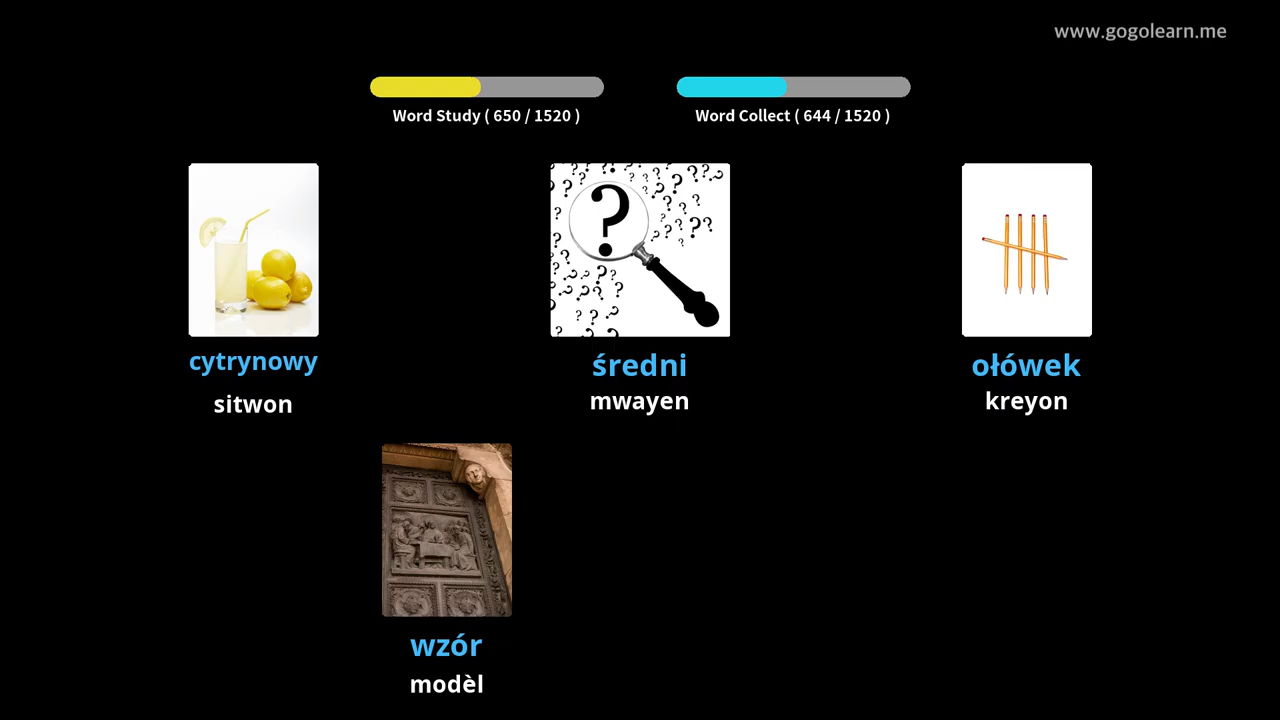 www.gogolearn.me
Word Study ( 650 / 1520 )
Word Collect ( 644 / 1520 )
cytrynowy
sitwon
średni
mwayen
ołówek
kreyon
wzór
modèl